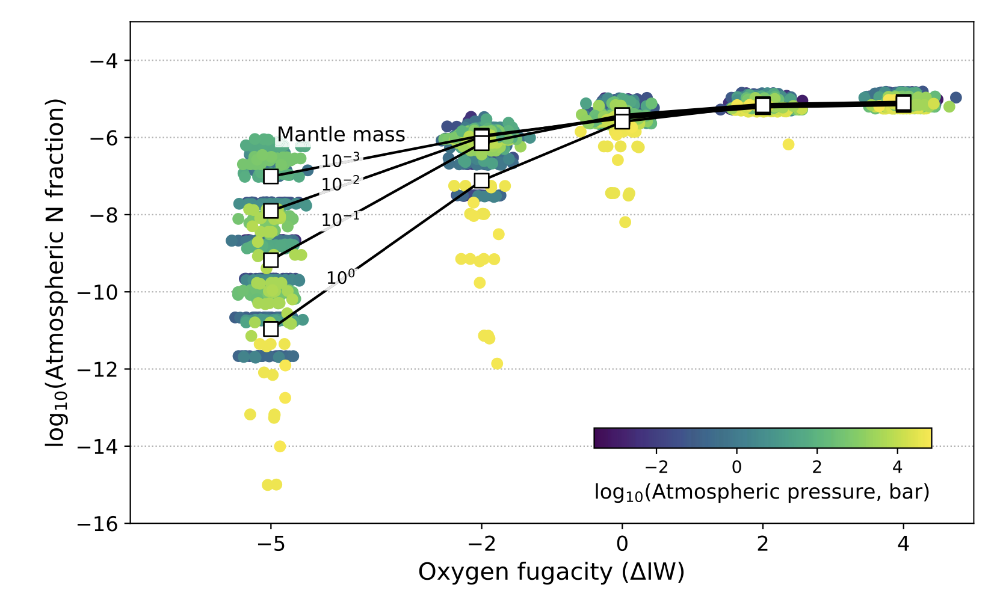 −4
−6
−8
−10
−12
−14
−16
log₁₀(Atmospheric N fraction)
Mantle mass
10⁻³
10⁻²
10⁻¹
10⁰
−2 0 2 4
log₁₀(Atmospheric pressure, bar)
−5 −2 0 2 4
Oxygen fugacity (ΔIW)